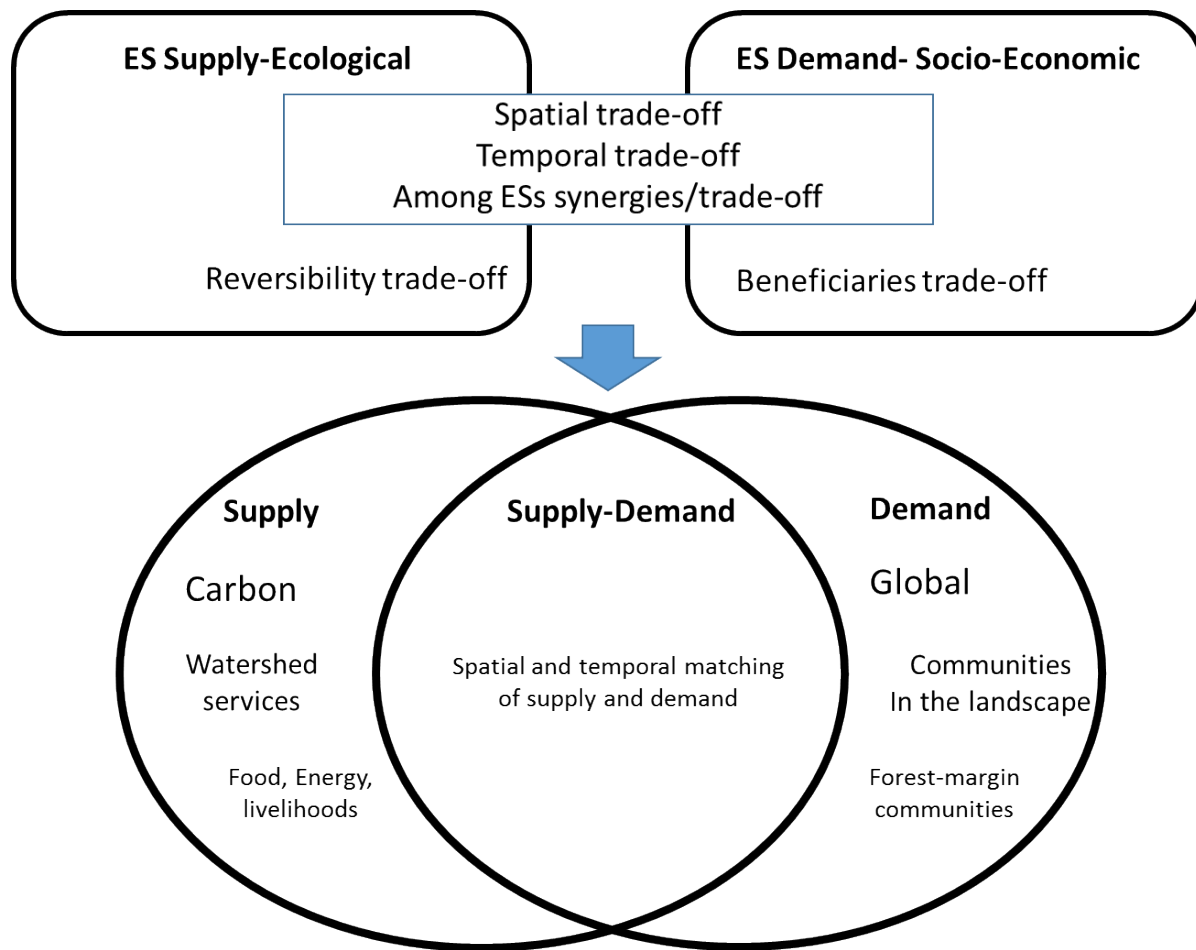 ES Supply-Ecological
ES Demand- Socio-Economic
Spatial trade-off
Temporal trade-off
Among ESs synergies/trade-off
Reversibility trade-off
Beneficiaries trade-off
Supply
Supply-Demand
Demand
Carbon
Global
Watershed
services
Spatial and temporal matching
of supply and demand
Communities
In the landscape
Food, Energy,
livelihoods
Forest-margin
communities